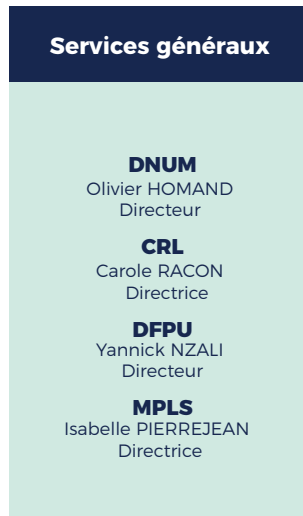 Services généraux
DNUM
Olivier HOMAND
Directeur
CRL
Carole RACON
Directrice
DFPU
Yannick NZALI
Directeur
MPLS
Isabelle PIERREJEAN
Directrice